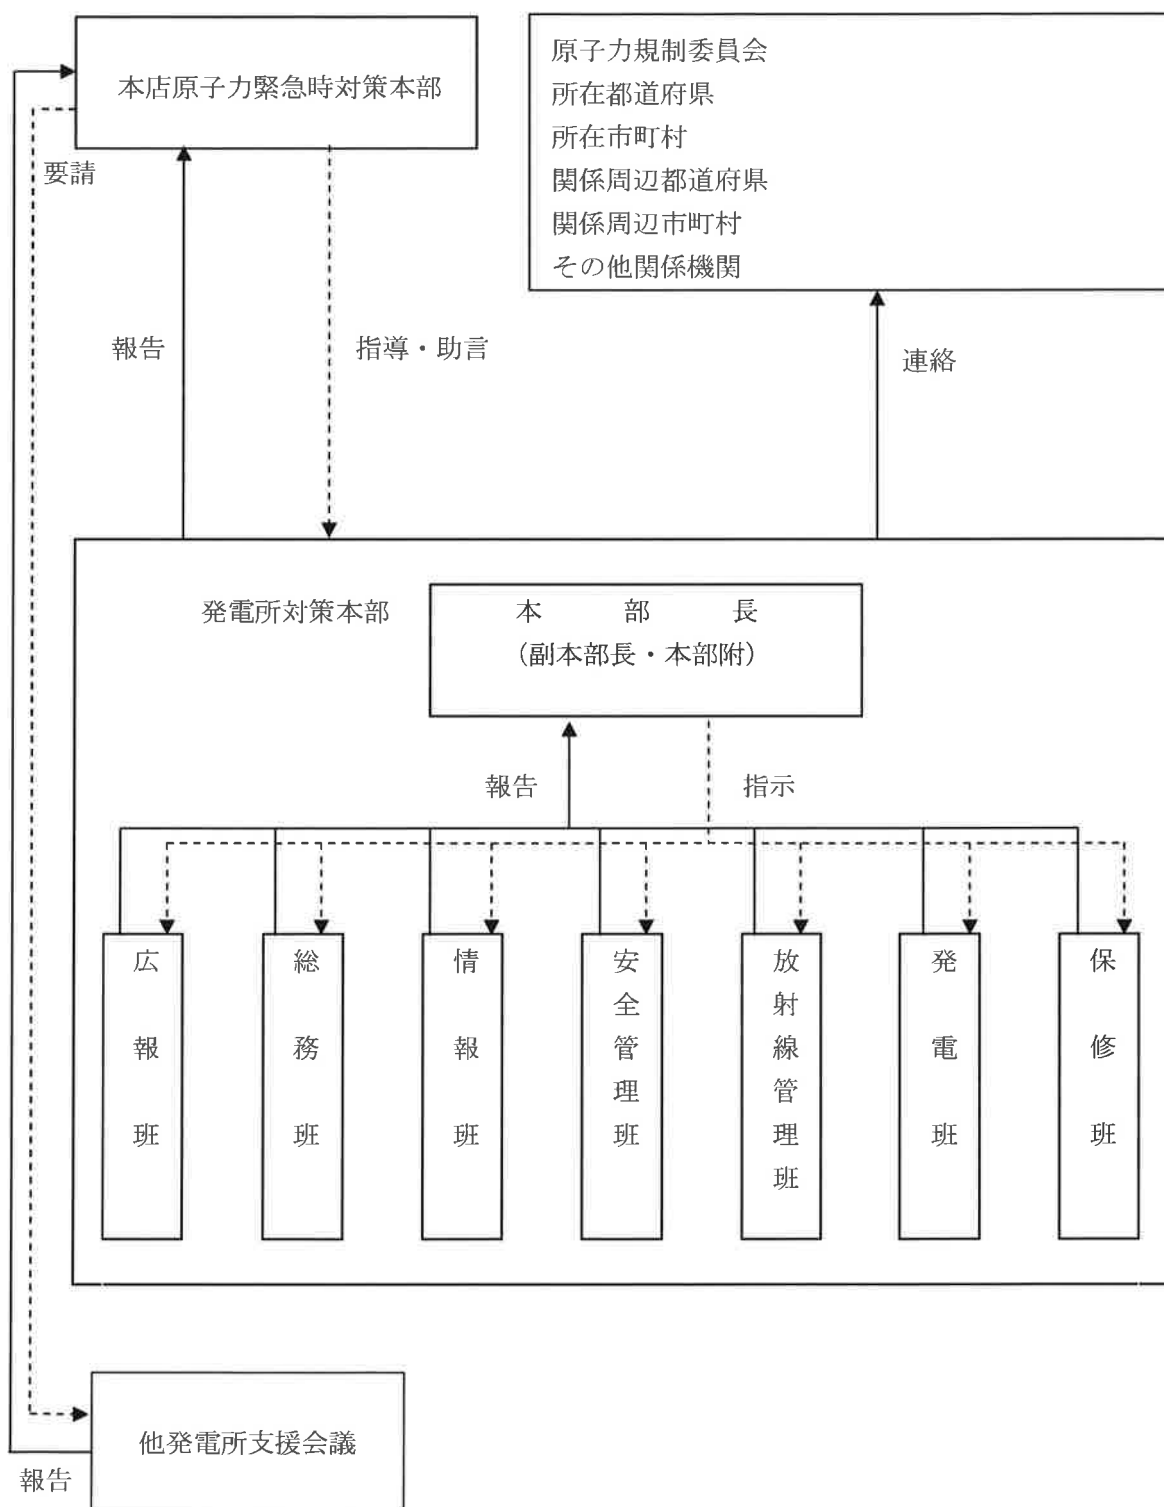 本店原子力緊急時対策本部
原子力規制委員会
所在都道府県
所在市町村
関係周辺都道府県
関係周辺市町村
その他関係機関
要請
報告
指導・助言
連絡
発電所対策本部
本部長
（副本部長・本部附）
報告
指示
広報班
総務班
情報班
安全管理班
放射線管理班
発電班
保修班
他発電所支援会議
報告